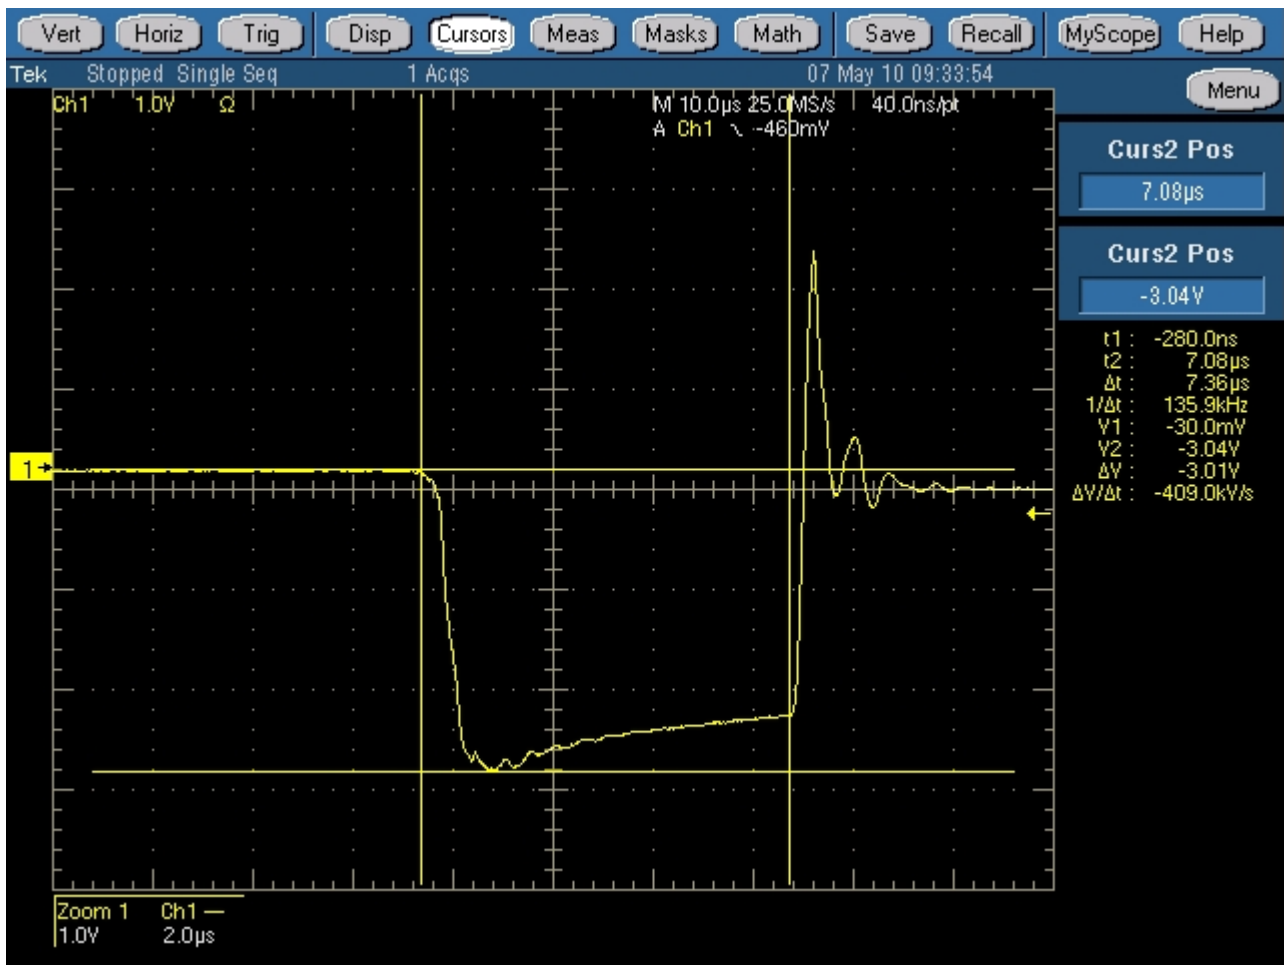 Vert Horiz Trig Disp Cursors Meas Masks Math Save Recall MyScope Help
Tek Stopped Single Seq 1 Acqs 07 May 10 09:33:54
Menu
Ch1 1.0V Ω M 10.0µs 25.0MS/s 40.0ns/pt
A Ch1 ∖ -460mV
Curs2 Pos
7.08µs
Curs2 Pos
-3.04V
t1 : -280.0ns
t2 : 7.08µs
Δt : 7.36µs
1/Δt : 135.9kHz
V1 : -30.0mV
V2 : -3.04V
ΔV : -3.01V
ΔV/Δt : -409.0kV/s
1
Zoom 1 Ch1
1.0V 2.0µs